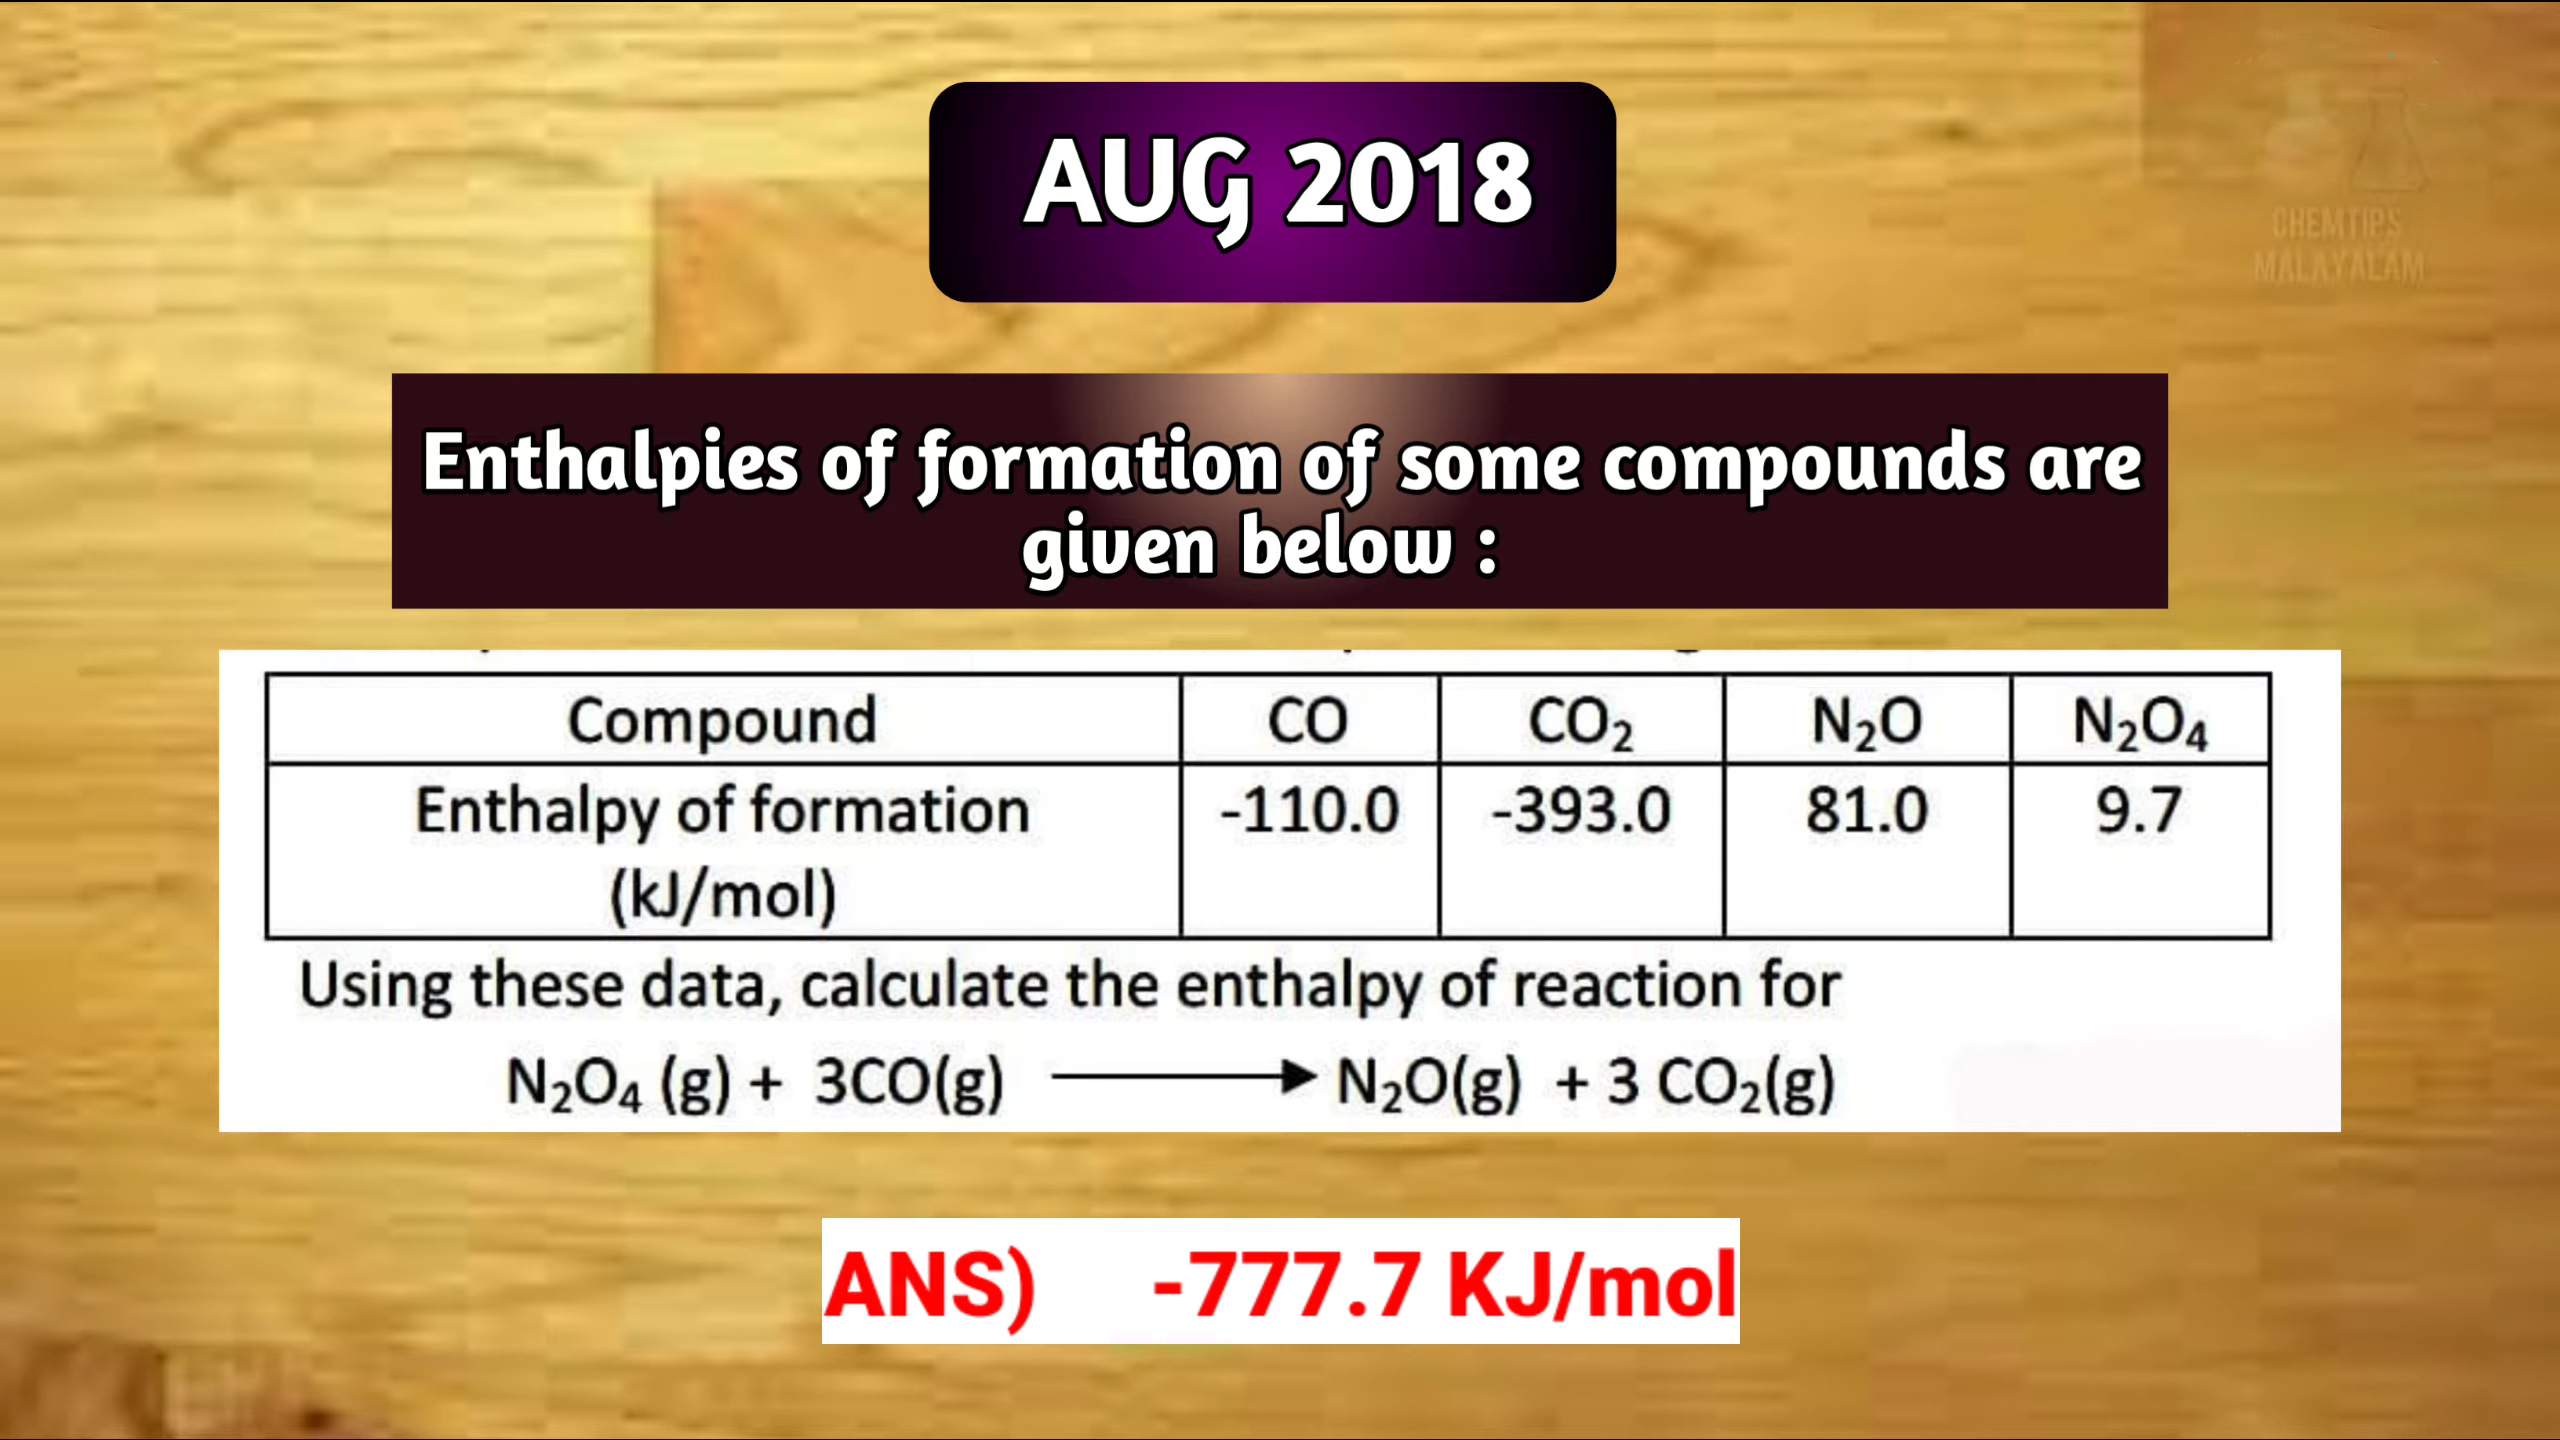 AUG 2018
CHEMTIPS
MALAYALAM
Enthalpies of formation of some compounds are
given below :
Compound CO CO₂ N₂O N₂O₄
Enthalpy of formation -110.0 -393.0 81.0 9.7
(kJ/mol)
Using these data, calculate the enthalpy of reaction for
N₂O₄ (g) + 3CO(g) ⟶ N₂O(g) + 3 CO₂(g)
ANS) -777.7 KJ/mol